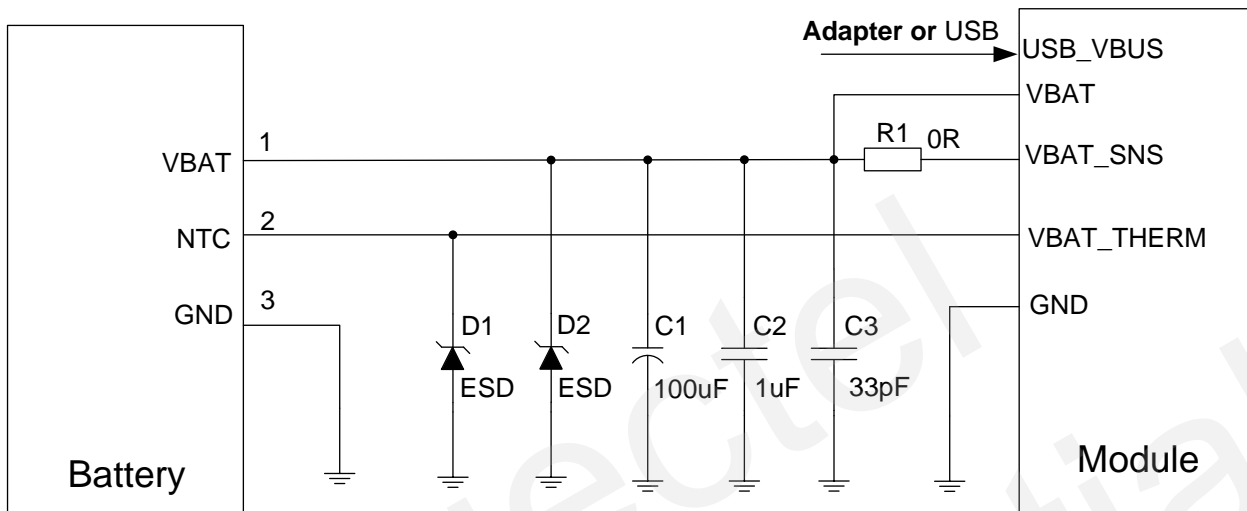 Adapter or USB
USB_VBUS
VBAT
1
R1
0R
VBAT
VBAT_SNS
2
NTC
VBAT_THERM
3
GND
GND
D1
D2
C1
C2
C3
ESD
ESD
100uF
1uF
33pF
Battery
Module